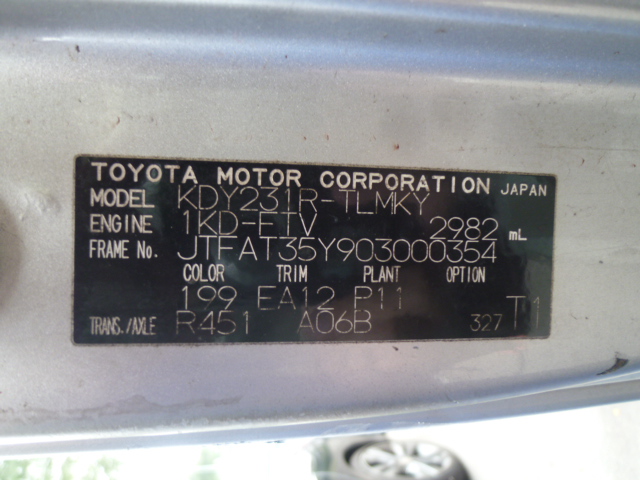 TOYOTA MOTOR CORPORATION JAPAN
MODEL KDY231R-TLMKY
ENGINE 1KD-FTV 2982 mL
FRAME No. JTFAT35Y903000354
COLOR TRIM PLANT OPTION
199 EA12 P11
TRANS./AXLE R451 A06B 327 T1